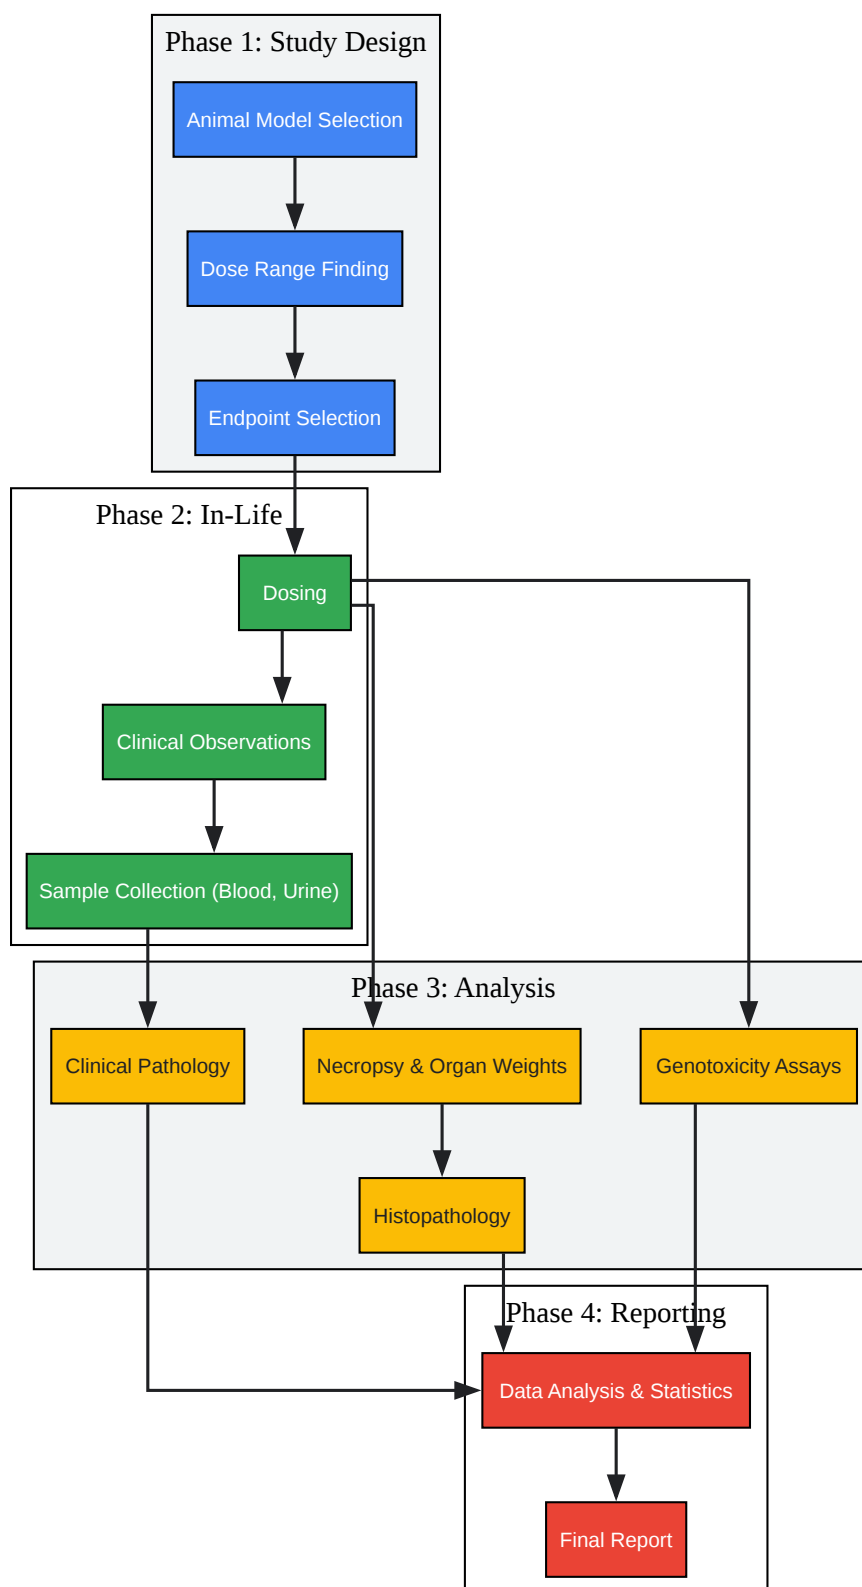 Phase 1: Study Design
Animal Model Selection
Dose Range Finding
Endpoint Selection
Phase 2: In-Life
Dosing
Clinical Observations
Sample Collection (Blood, Urine)
Phase 3: Analysis
Clinical Pathology
Necropsy & Organ Weights
Genotoxicity Assays
Histopathology
Phase 4: Reporting
Data Analysis & Statistics
Final Report